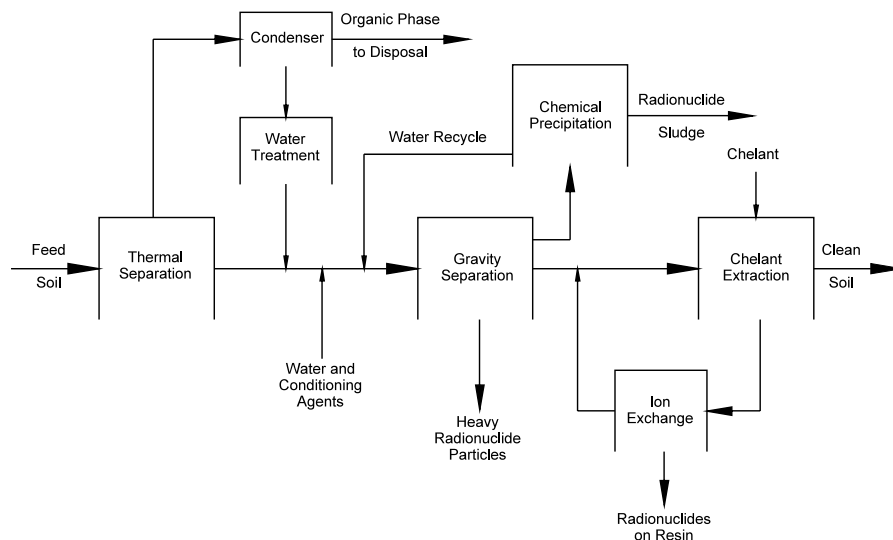 Organic Phase
to Disposal
Condenser
Water
Treatment
Water Recycle
Chemical
Precipitation
Radionuclide
Sludge
Chelant
Feed
Soil
Thermal
Separation
Gravity
Separation
Chelant
Extraction
Clean
Soil
Water and
Conditioning
Agents
Heavy
Radionuclide
Particles
Ion
Exchange
Radionuclides
on Resin